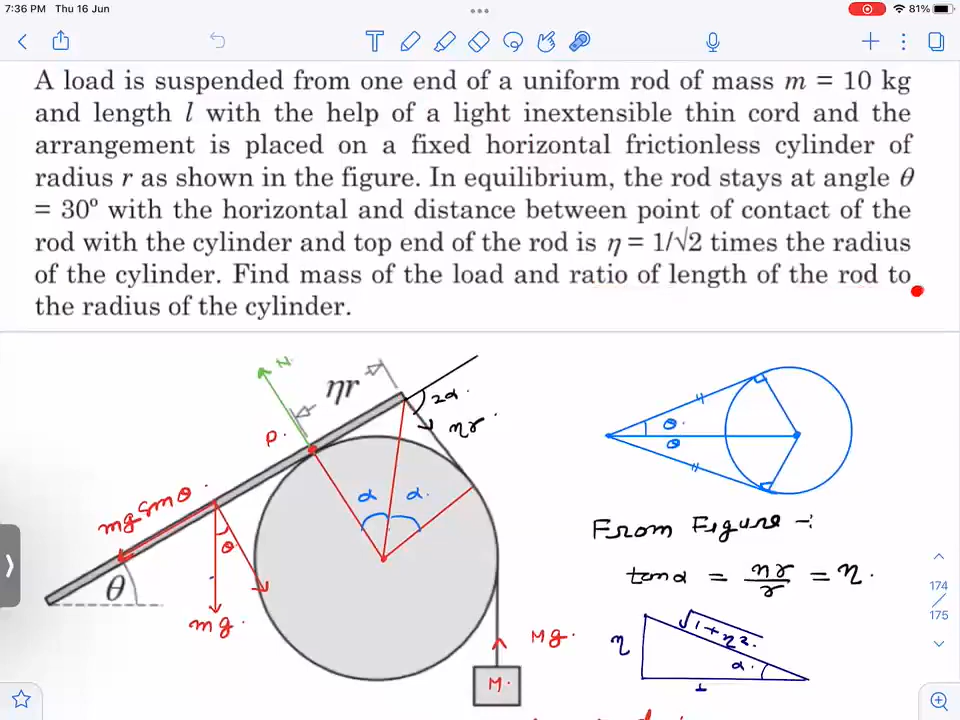 7:36 PM Thu 16 Jun
81%
A load is suspended from one end of a uniform rod of mass m = 10 kg
and length l with the help of a light inextensible thin cord and the
arrangement is placed on a fixed horizontal frictionless cylinder of
radius r as shown in the figure. In equilibrium, the rod stays at angle θ
= 30º with the horizontal and distance between point of contact of the
rod with the cylinder and top end of the rod is η = 1/√2 times the radius
of the cylinder. Find mass of the load and ratio of length of the rod to
the radius of the cylinder.
N.
ηr
2α.
ηr.
P.
θ.
θ
α α.
mg sinθ.
θ
From Figure :-
θ
tanα = ηr/r = η.
174
/
175
mg.
Mg.
η
√1+η2.
α.
1
M.